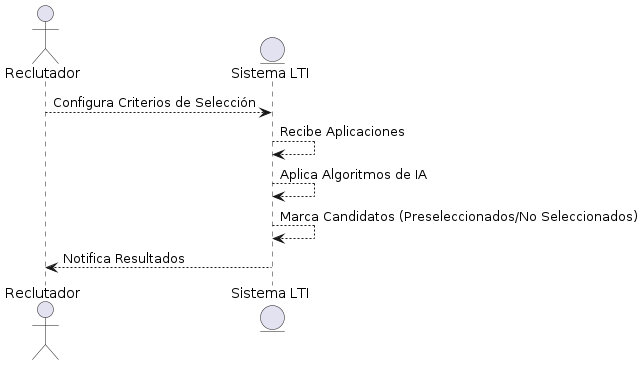 Reclutador
Sistema LTI
Configura Criterios de Selección
Recibe Aplicaciones
Aplica Algoritmos de IA
Marca Candidatos (Preseleccionados/No Seleccionados)
Notifica Resultados
Reclutador
Sistema LTI